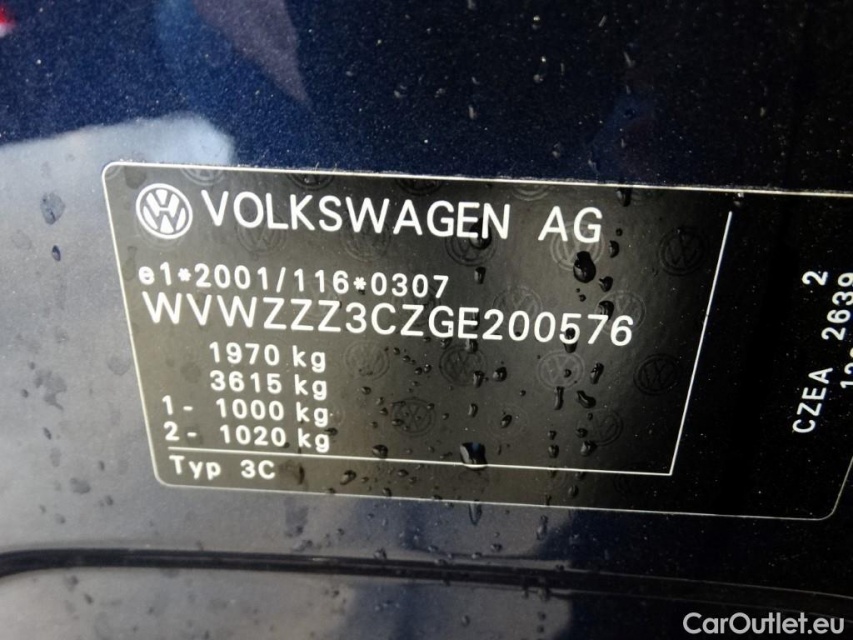 VOLKSWAGEN AG
e1*2001/116*0307
WVWZZZ3CZGE200576
1970 kg
3615 kg
1- 1000 kg
2- 1020 kg
Typ 3C
2
CZEA 2639
CarOutlet.eu